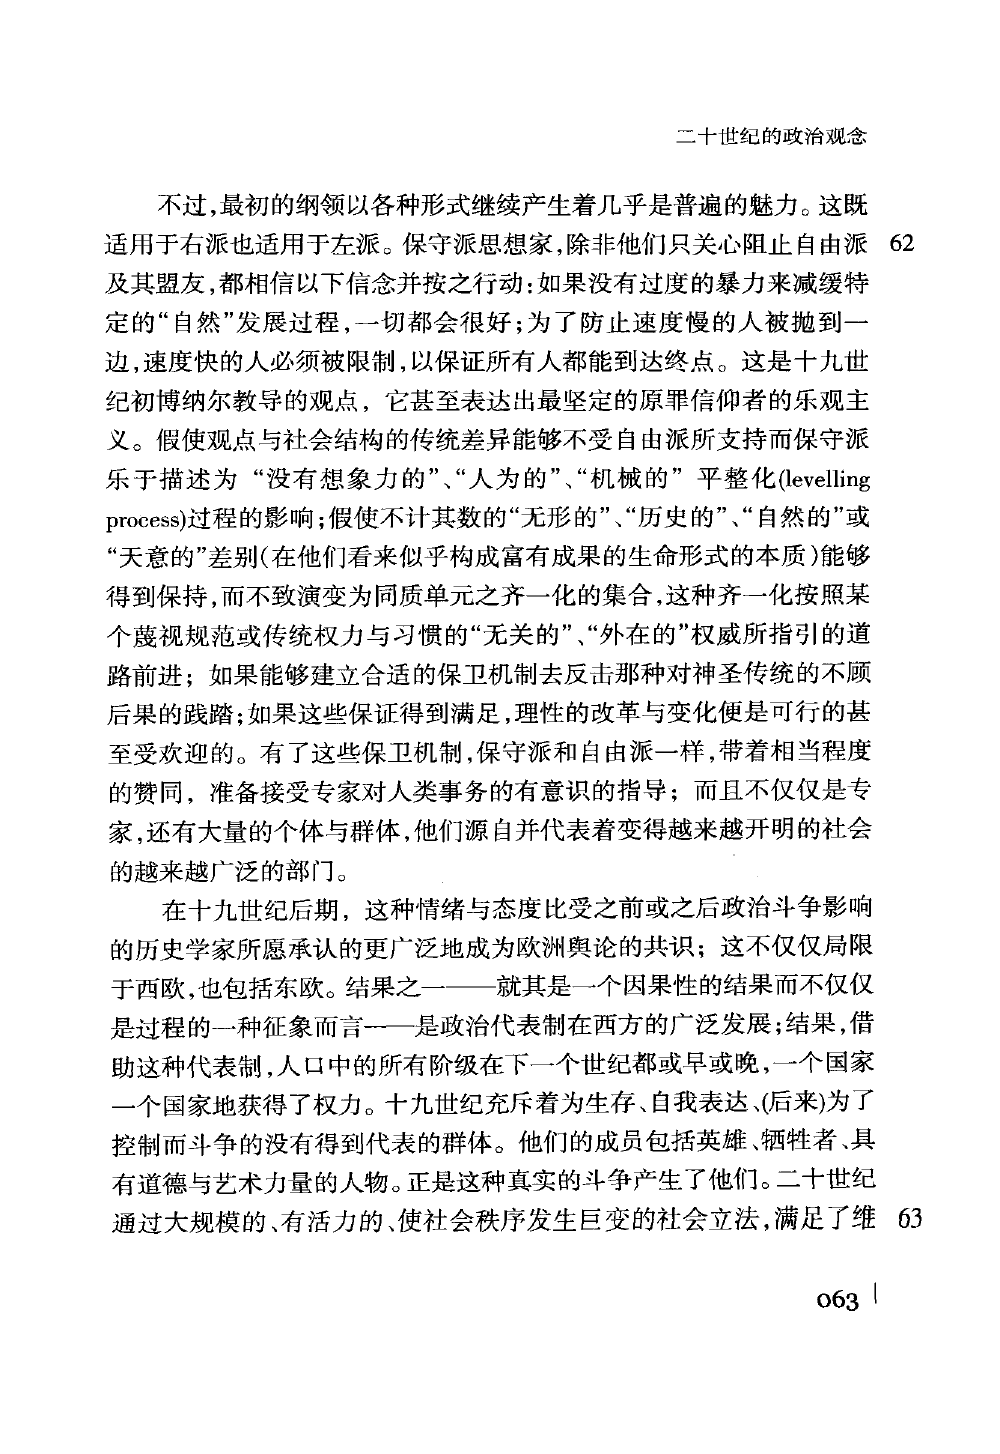 二十世纪的政治观念
不过,最初的纲领以各种形式继续产生着几乎是普遍的魅力。这既
适用于右派也适用于左派。保守派思想家,除非他们只关心阻止自由派 62
及其盟友,都相信以下信念并按之行动:如果没有过度的暴力来减缓特
定的“自然”发展过程,一切都会很好;为了防止速度慢的人被抛到一
边,速度快的人必须被限制,以保证所有人都能到达终点。这是十九世
纪初博纳尔教导的观点，它甚至表达出最坚定的原罪信仰者的乐观主
义。假使观点与社会结构的传统差异能够不受自由派所支持而保守派
乐于描述为“没有想象力的”、“人为的”、“机械的”平整化(levelling
process)过程的影响;假使不计其数的“无形的”、“历史的”、“自然的”或
“天意的”差别(在他们看来似乎构成富有成果的生命形式的本质)能够
得到保持,而不致演变为同质单元之齐一化的集合,这种齐一化按照某
个蔑视规范或传统权力与习惯的“无关的”、“外在的”权威所指引的道
路前进；如果能够建立合适的保卫机制去反击那种对神圣传统的不顾
后果的践踏;如果这些保证得到满足,理性的改革与变化便是可行的甚
至受欢迎的。有了这些保卫机制,保守派和自由派一样,带着相当程度
的赞同，准备接受专家对人类事务的有意识的指导；而且不仅仅是专
家,还有大量的个体与群体,他们源自并代表着变得越来越开明的社会
的越来越广泛的部门。
在十九世纪后期，这种情绪与态度比受之前或之后政治斗争影响
的历史学家所愿承认的更广泛地成为欧洲舆论的共识；这不仅仅局限
于西欧,也包括东欧。结果之一——就其是一个因果性的结果而不仅仅
是过程的一种征象而言——是政治代表制在西方的广泛发展;结果,借
助这种代表制,人口中的所有阶级在下一个世纪都或早或晚,一个国家
一个国家地获得了权力。十九世纪充斥着为生存、自我表达、(后来)为了
控制而斗争的没有得到代表的群体。他们的成员包括英雄、牺牲者、具
有道德与艺术力量的人物。正是这种真实的斗争产生了他们。二十世纪
通过大规模的、有活力的、使社会秩序发生巨变的社会立法,满足了维 63
063